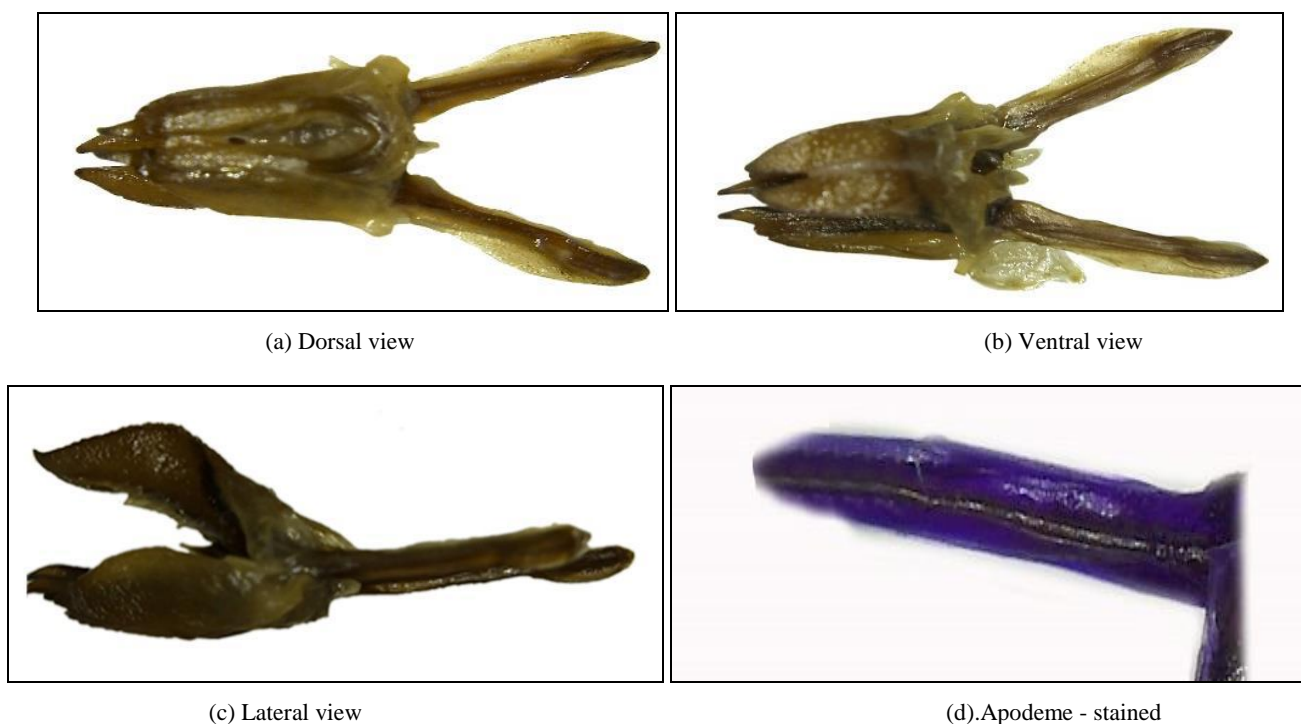 (a) Dorsal view
(b) Ventral view
(c) Lateral view
(d).Apodeme - stained